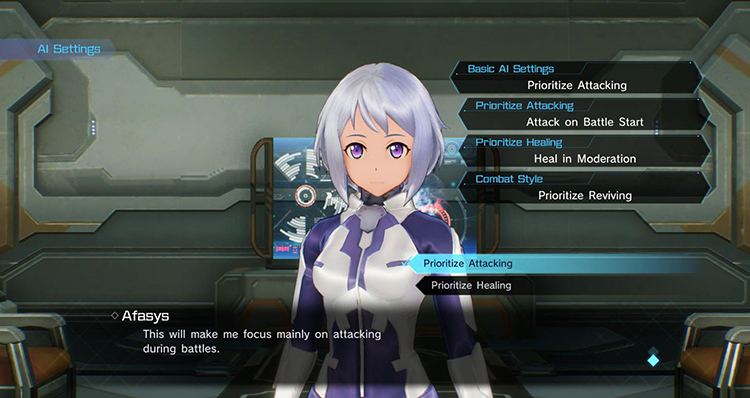 AI Settings
Basic AI Settings
Prioritize Attacking
Prioritize Attacking
Attack on Battle Start
Prioritize Healing
Heal in Moderation
Combat Style
Prioritize Reviving
Prioritize Attacking
Prioritize Healing
Afasys
This will make me focus mainly on attacking
during battles.